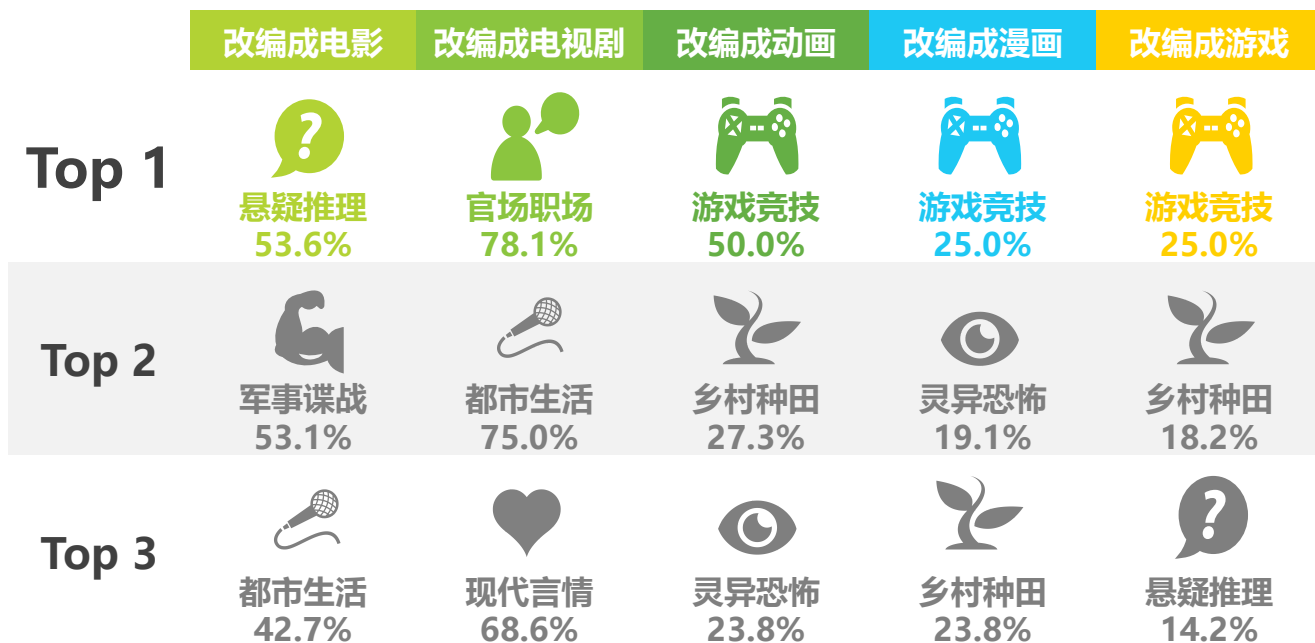 改编成电影 改编成电视剧 改编成动画 改编成漫画 改编成游戏
Top 1
悬疑推理 官场职场 游戏竞技 游戏竞技 游戏竞技
53.6% 78.1% 50.0% 25.0% 25.0%
Top 2
军事谍战 都市生活 乡村种田 灵异恐怖 乡村种田
53.1% 75.0% 27.3% 19.1% 18.2%
Top 3
都市生活 现代言情 灵异恐怖 乡村种田 悬疑推理
42.7% 68.6% 23.8% 23.8% 14.2%